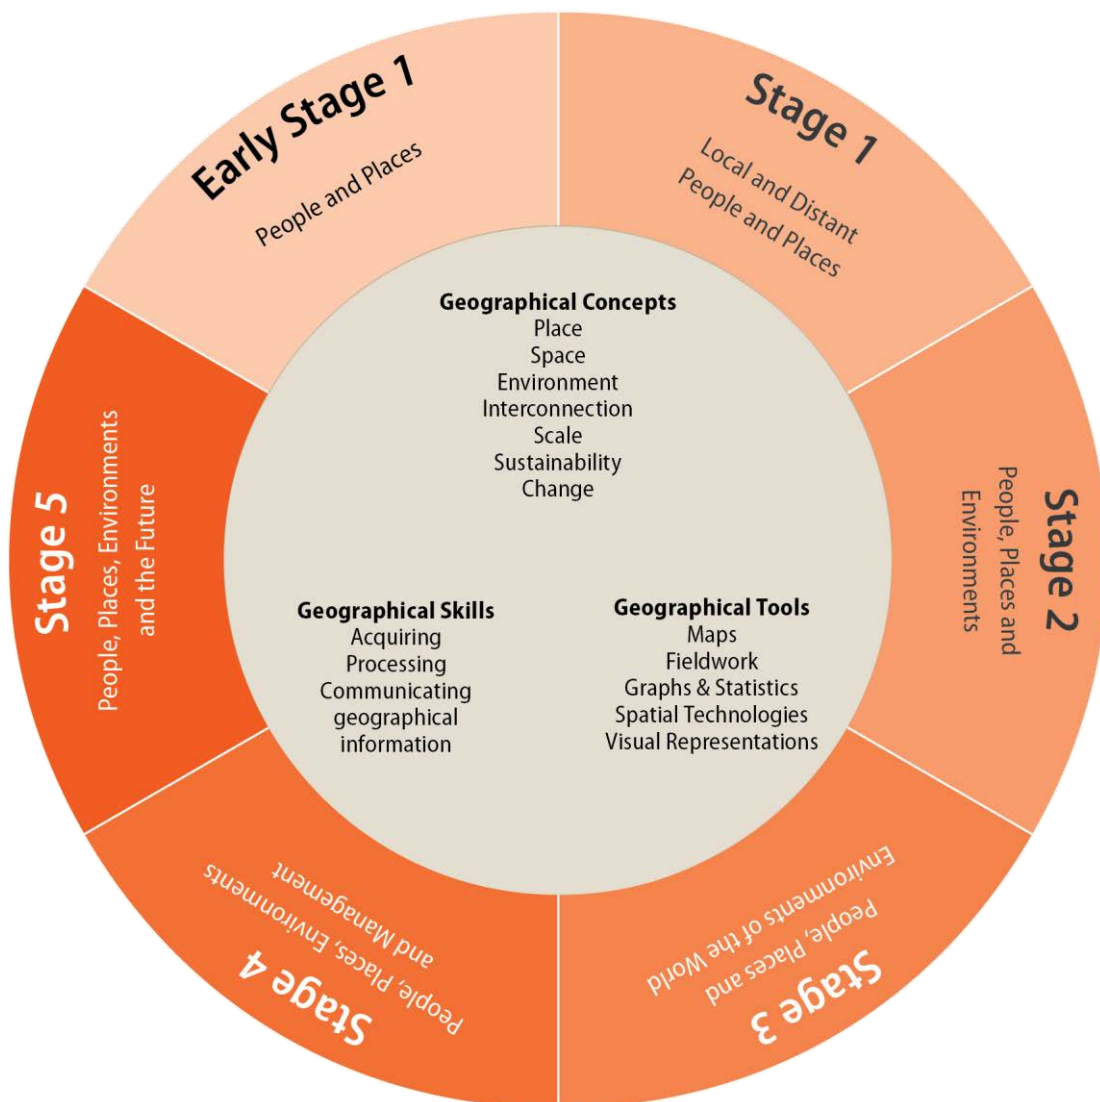 Early Stage 1
People and Places
Stage 1
Local and Distant
People and Places
Stage 2
People, Places and
Environments
Stage 3
People, Places and
Environments of the World
Stage 4
People, Places, Environments
and Management
Stage 5
People, Places, Environments
and the Future
Geographical Concepts
Place
Space
Environment
Interconnection
Scale
Sustainability
Change
Geographical Skills
Acquiring
Processing
Communicating
geographical
information
Geographical Tools
Maps
Fieldwork
Graphs & Statistics
Spatial Technologies
Visual Representations